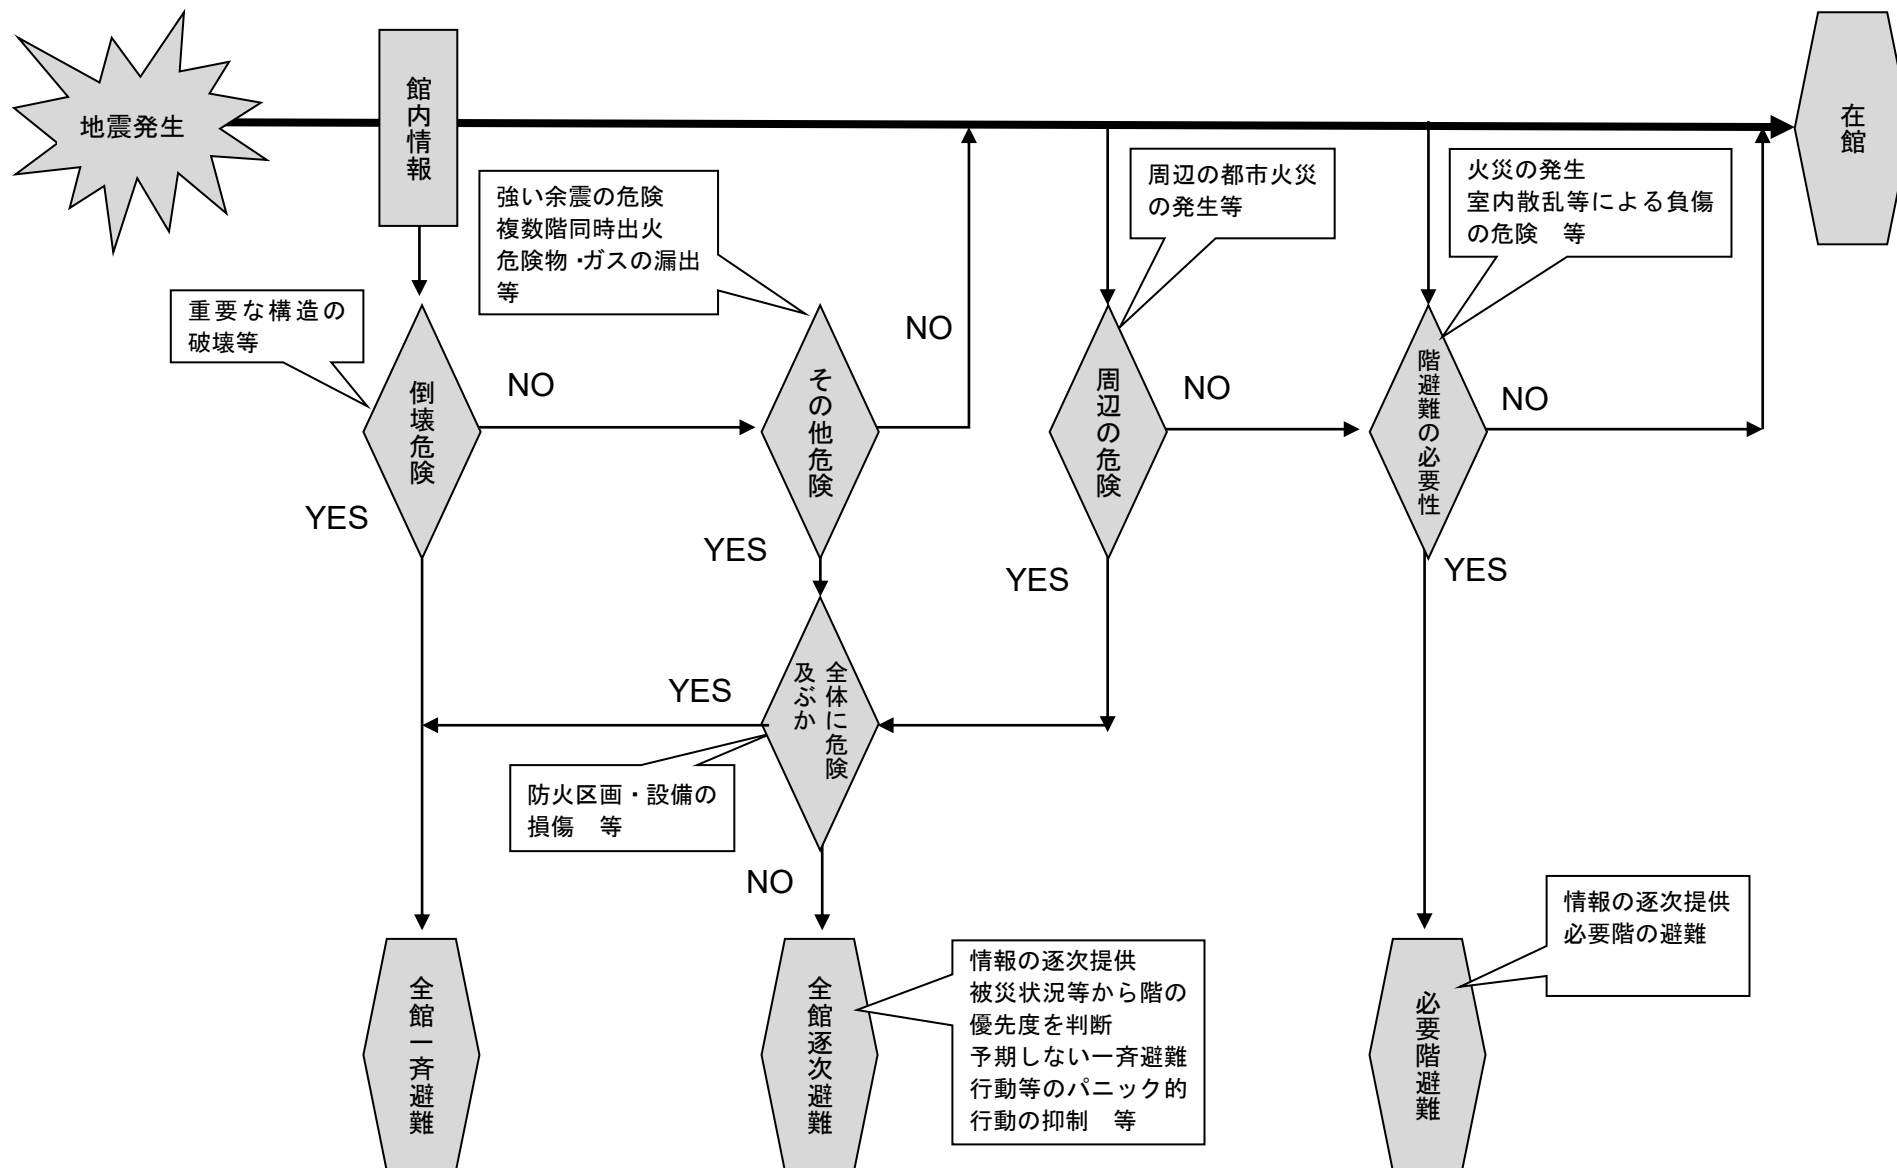 地震発生
館内情報
在館
強い余震の危険
複数階同時出火
危険物・ガスの漏出
等
周辺の都市火災
の発生等
火災の発生
室内散乱等による負傷
の危険　等
重要な構造の
破壊等
倒壊危険
NO
その他危険
NO
周辺の危険
NO
階避難の必要性
NO
YES
YES
YES
YES
全体に危険
及ぶか
YES
防火区画・設備の
損傷　等
NO
全館一斉避難
全館逐次避難
情報の逐次提供
被災状況等から階の
優先度を判断
予期しない一斉避難
行動等のパニック的
行動の抑制　等
必要階避難
情報の逐次提供
必要階の避難